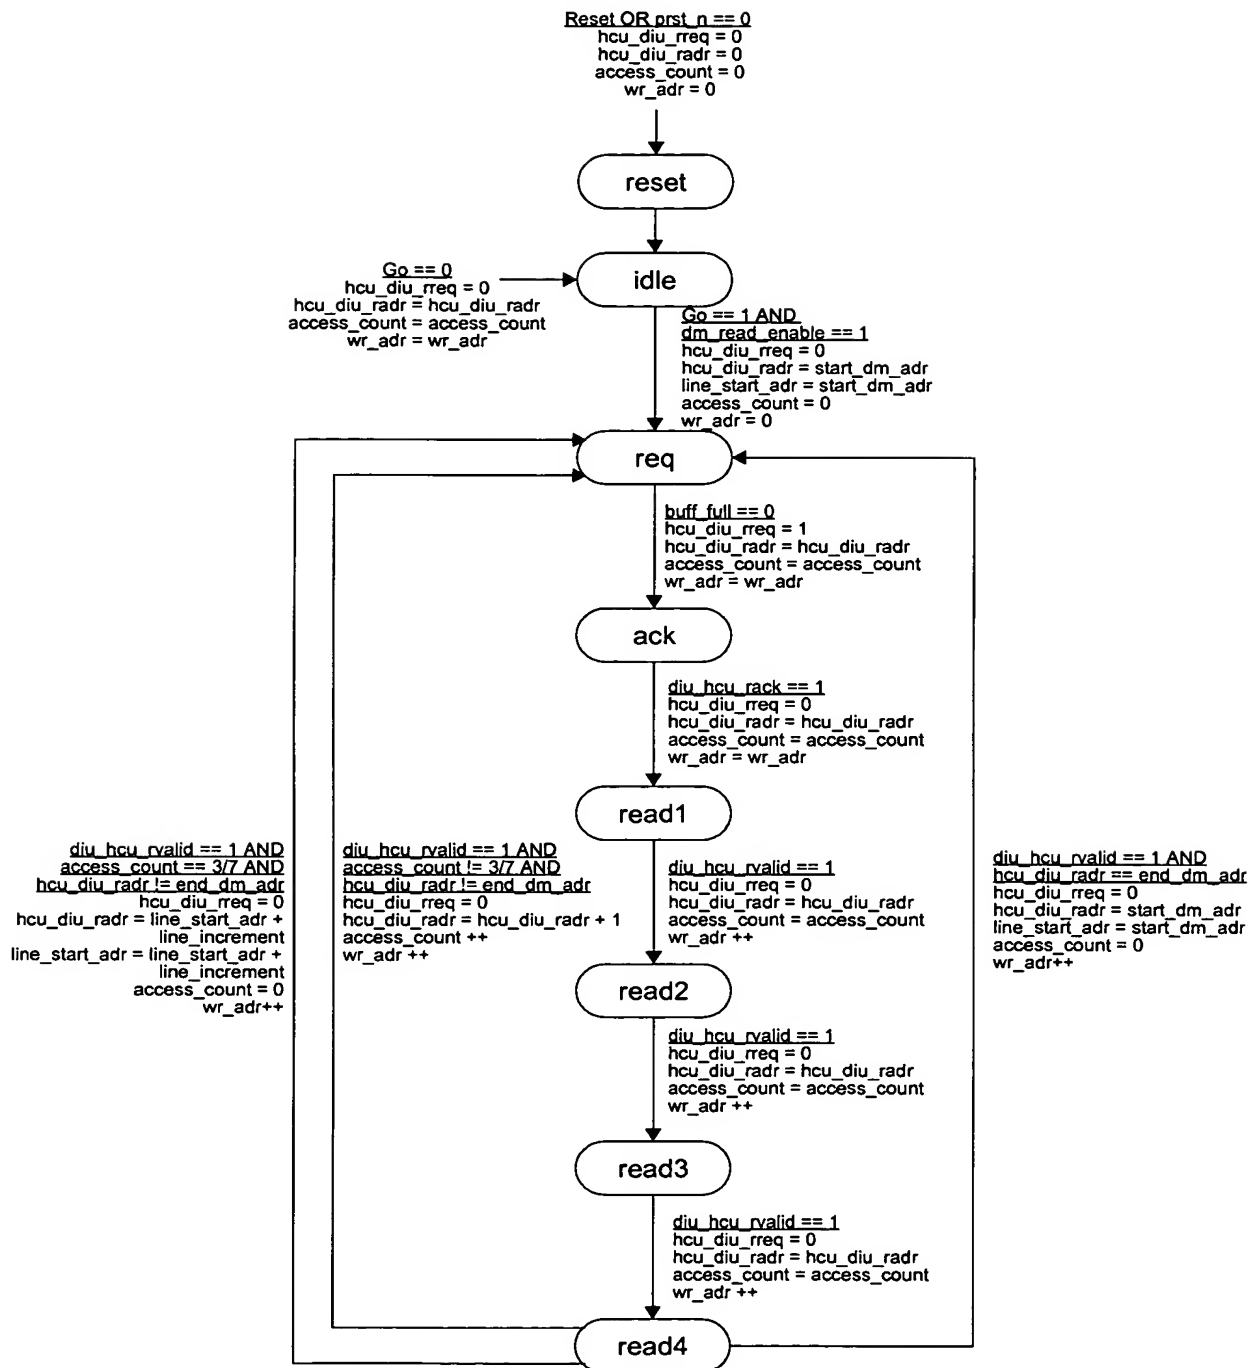 Reset OR prst_n == 0
hcu_diu_rreq = 0
hcu_diu_radr = 0
access_count = 0
wr_adr = 0
reset
idle
Go == 0
hcu_diu_rreq = 0
hcu_diu_radr = hcu_diu_radr
access_count = access_count
wr_adr = wr_adr
Go == 1 AND
dm_read_enable == 1
hcu_diu_rreq = 0
hcu_diu_radr = start_dm_adr
line_start_adr = start_dm_adr
access_count = 0
wr_adr = 0
req
buff_full == 0
hcu_diu_rreq = 1
hcu_diu_radr = hcu_diu_radr
access_count = access_count
wr_adr = wr_adr
ack
diu_hcu_rack == 1
hcu_diu_rreq = 0
hcu_diu_radr = hcu_diu_radr
access_count = access_count
wr_adr = wr_adr
read1
diu_hcu_rvalid == 1 AND
access_count == 3/7 AND
hcu_diu_radr != end_dm_adr
hcu_diu_rreq = 0
hcu_diu_radr = line_start_adr +
line_increment
line_start_adr = line_start_adr +
line_increment
access_count = 0
wr_adr++
diu_hcu_rvalid == 1 AND
access_count != 3/7 AND
hcu_diu_radr != end_dm_adr
hcu_diu_rreq = 0
hcu_diu_radr = hcu_diu_radr + 1
access_count ++
wr_adr ++
diu_hcu_rvalid == 1
hcu_diu_rreq = 0
hcu_diu_radr = hcu_diu_radr
access_count = access_count
wr_adr ++
diu_hcu_rvalid == 1 AND
hcu_diu_radr == end_dm_adr
hcu_diu_rreq = 0
hcu_diu_radr = start_dm_adr
line_start_adr = start_dm_adr
access_count = 0
wr_adr++
read2
diu_hcu_rvalid == 1
hcu_diu_rreq = 0
hcu_diu_radr = hcu_diu_radr
access_count = access_count
wr_adr ++
read3
diu_hcu_rvalid == 1
hcu_diu_rreq = 0
hcu_diu_radr = hcu_diu_radr
access_count = access_count
wr_adr ++
read4